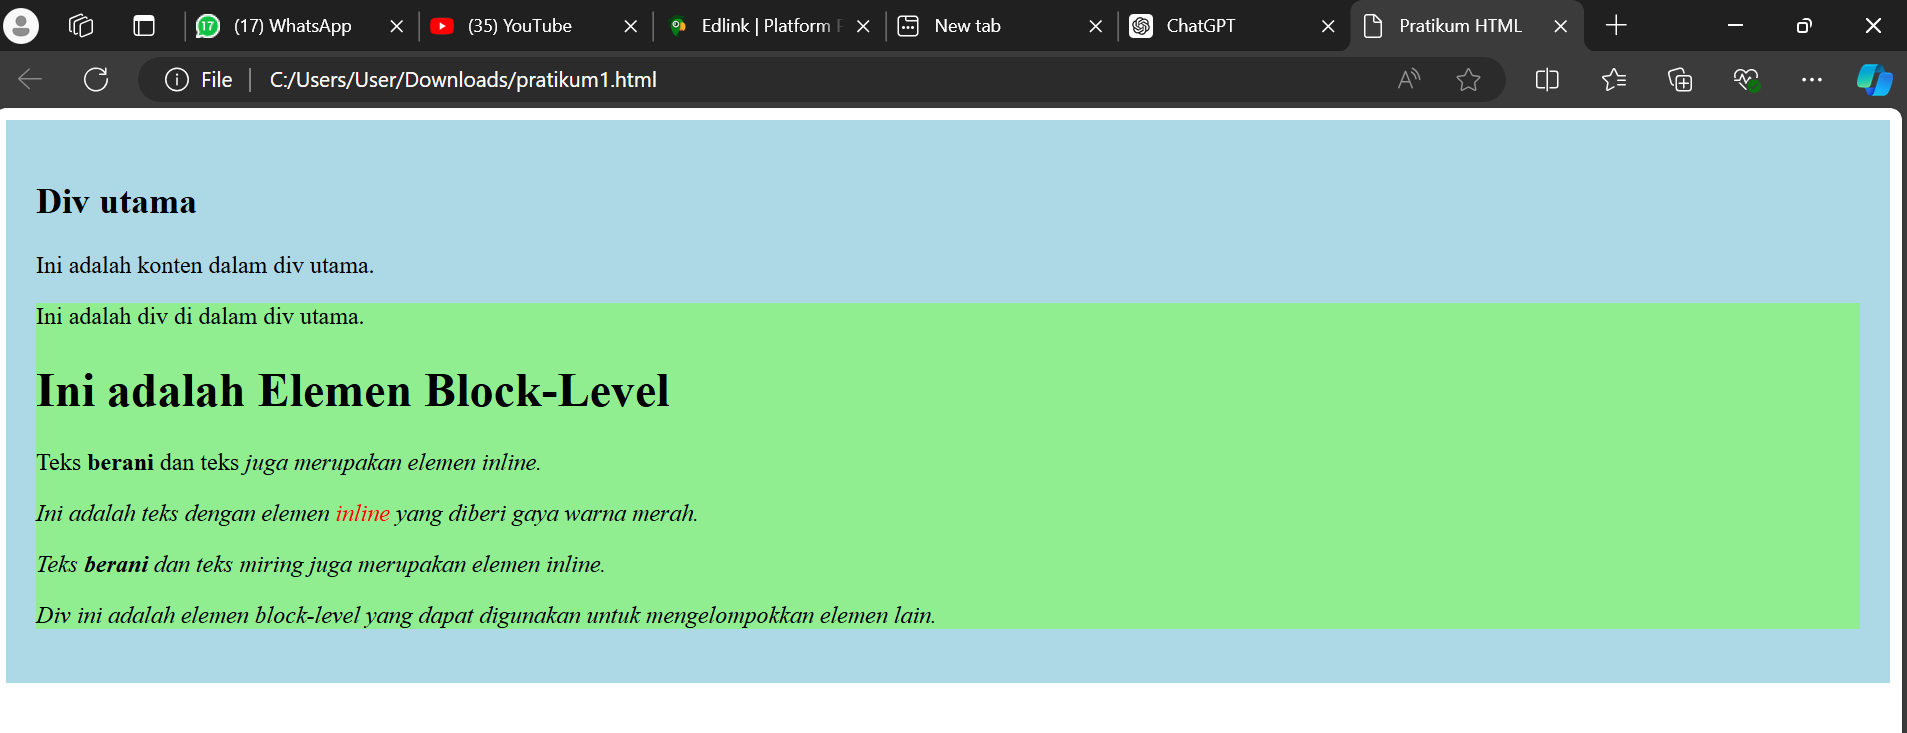 17 (17) WhatsApp (35) YouTube Edlink | Platform New tab ChatGPT Pratikum HTML
File C:/Users/User/Downloads/pratikum1.html
Div utama
Ini adalah konten dalam div utama.
Ini adalah div di dalam div utama.
Ini adalah Elemen Block-Level
Teks berani dan teks juga merupakan elemen inline.
Ini adalah teks dengan elemen inline yang diberi gaya warna merah.
Teks berani dan teks miring juga merupakan elemen inline.
Div ini adalah elemen block-level yang dapat digunakan untuk mengelompokkan elemen lain.